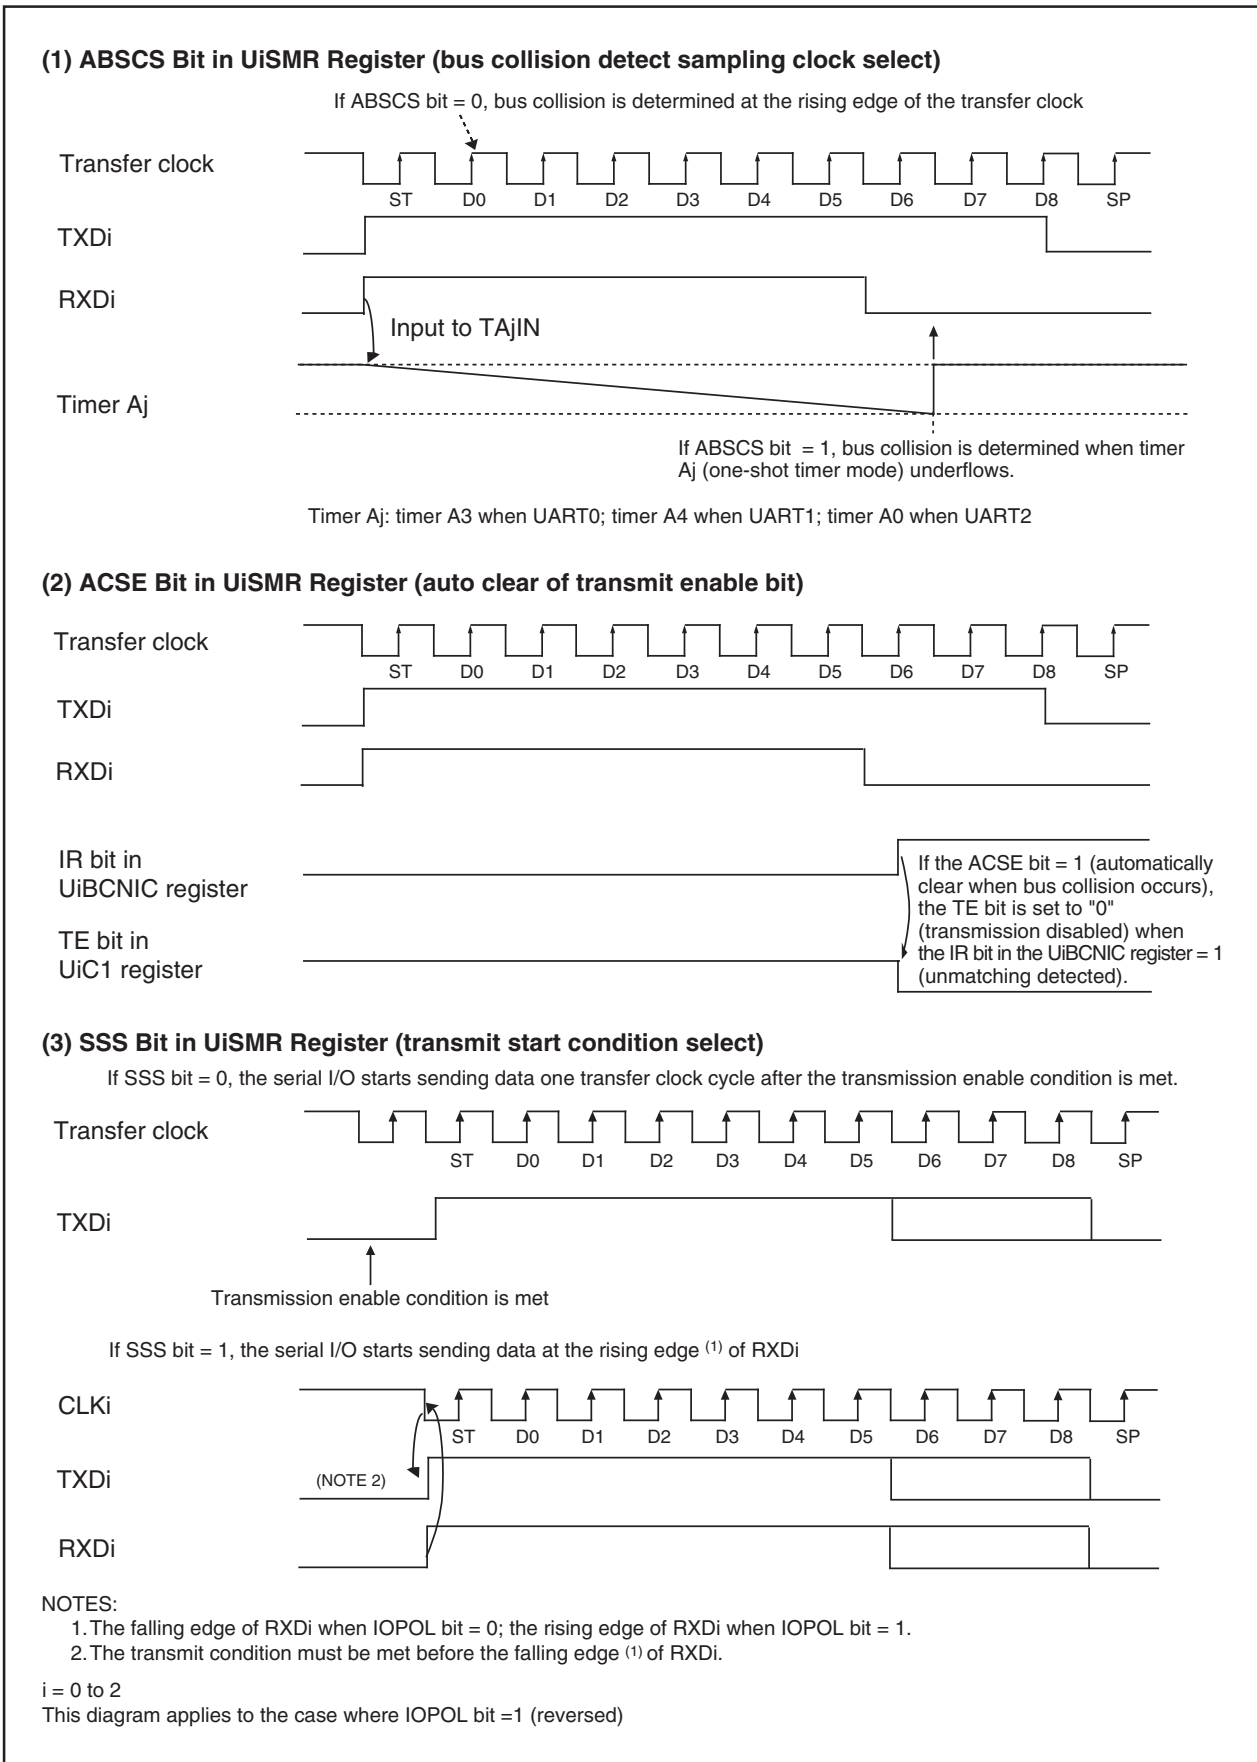 (1) ABSCS Bit in UiSMR Register (bus collision detect sampling clock select)
If ABSCS bit = 0, bus collision is determined at the rising edge of the transfer clock
Transfer clock
ST D0 D1 D2 D3 D4 D5 D6 D7 D8 SP
TXDi
RXDi
Input to TAjIN
Timer Aj
If ABSCS bit = 1, bus collision is determined when timer
Aj (one-shot timer mode) underflows.
Timer Aj: timer A3 when UART0; timer A4 when UART1; timer A0 when UART2
(2) ACSE Bit in UiSMR Register (auto clear of transmit enable bit)
Transfer clock
ST D0 D1 D2 D3 D4 D5 D6 D7 D8 SP
TXDi
RXDi
IR bit in
UiBCNIC register
If the ACSE bit = 1 (automatically
clear when bus collision occurs),
the TE bit is set to "0"
(transmission disabled) when
the IR bit in the UiBCNIC register = 1
(unmatching detected).
TE bit in
UiC1 register
(3) SSS Bit in UiSMR Register (transmit start condition select)
If SSS bit = 0, the serial I/O starts sending data one transfer clock cycle after the transmission enable condition is met.
Transfer clock
ST D0 D1 D2 D3 D4 D5 D6 D7 D8 SP
TXDi
Transmission enable condition is met
If SSS bit = 1, the serial I/O starts sending data at the rising edge (1) of RXDi
CLKi
ST D0 D1 D2 D3 D4 D5 D6 D7 D8 SP
TXDi
(NOTE 2)
RXDi
NOTES:
1. The falling edge of RXDi when IOPOL bit = 0; the rising edge of RXDi when IOPOL bit = 1.
2. The transmit condition must be met before the falling edge (1) of RXDi.
i = 0 to 2
This diagram applies to the case where IOPOL bit =1 (reversed)